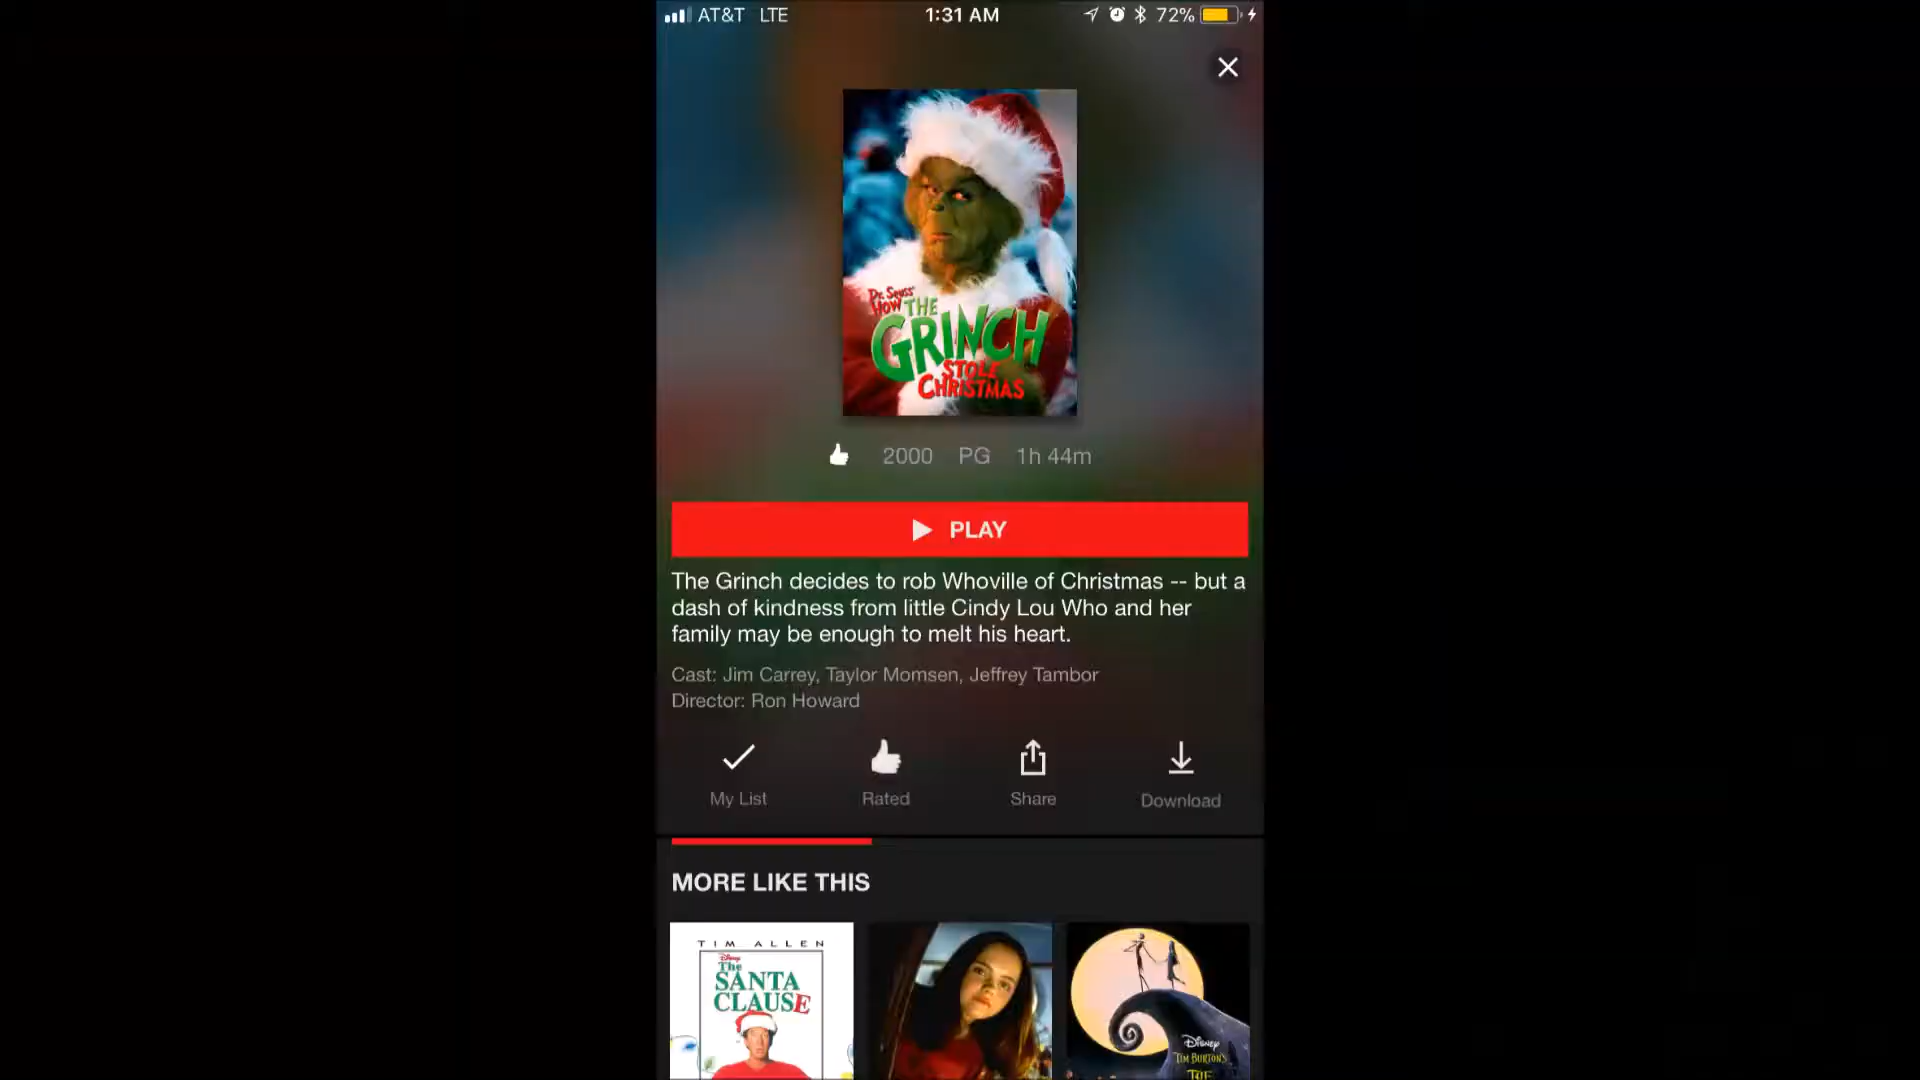 AT&T LTE 1:31 AM 72%
Dr. Seuss'
HOW THE
GRINCH
STOLE
CHRISTMAS
2000 PG 1h 44m
PLAY
The Grinch decides to rob Whoville of Christmas -- but a
dash of kindness from little Cindy Lou Who and her
family may be enough to melt his heart.
Cast: Jim Carrey, Taylor Momsen, Jeffrey Tambor
Director: Ron Howard
My List Rated Share Download
MORE LIKE THIS
TIM ALLEN
Disney
The
SANTA
CLAUSE
Disney
TIM BURTON'S
THE